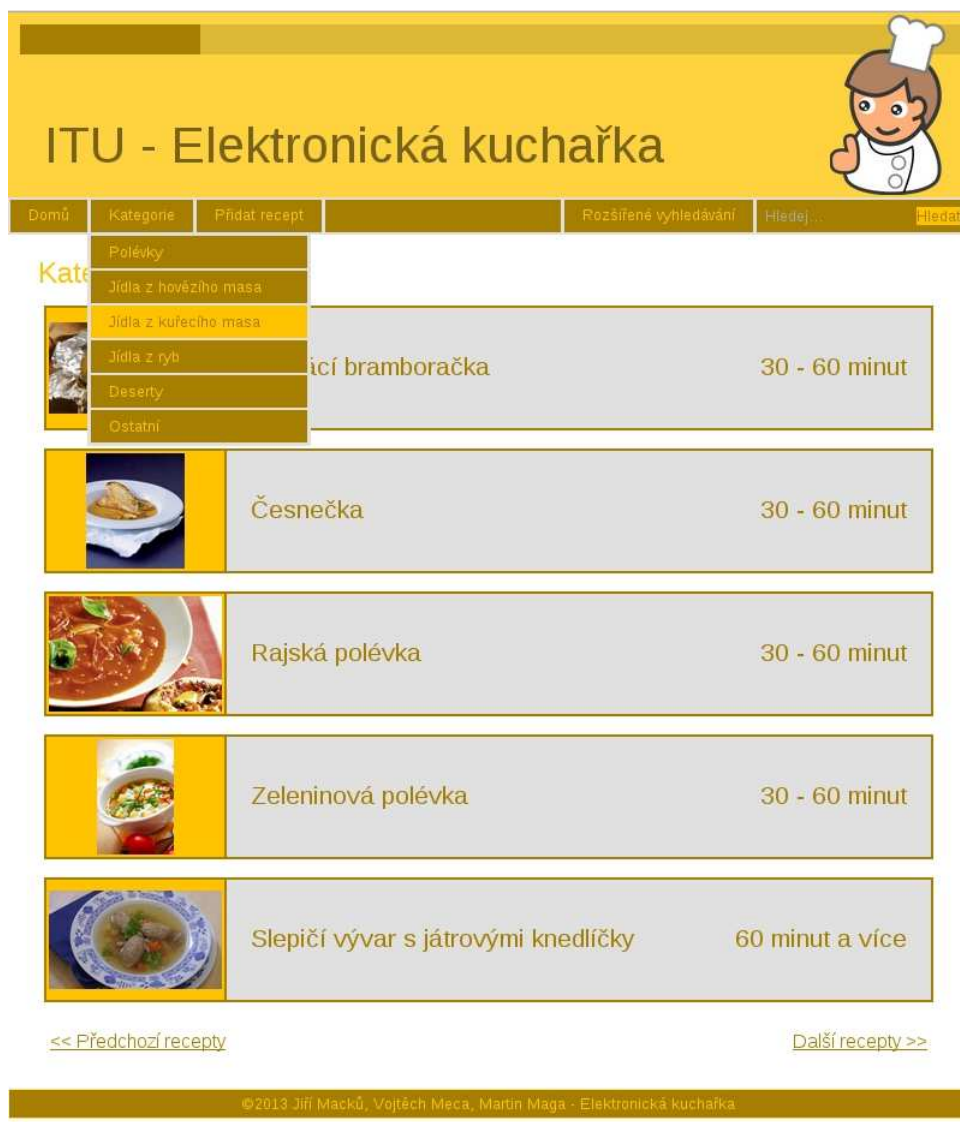 ITU - Elektronická kuchařka
Domů Kategorie Přidat recept Rozšířené vyhledávání Hledej... Hledat
Polévky
Jídla z hovězího masa
Jídla z kuřecího masa
Jídla z ryb
Deserty
Ostatní
bramboračka 30 - 60 minut
Česnečka 30 - 60 minut
Rajská polévka 30 - 60 minut
Zeleninová polévka 30 - 60 minut
Slepičí vývar s játrovými knedlíčky 60 minut a více
<< Předchozí recepty Další recepty >>
©2013 Jiří Macků, Vojtěch Meca, Martin Maga - Elektronická kuchařka